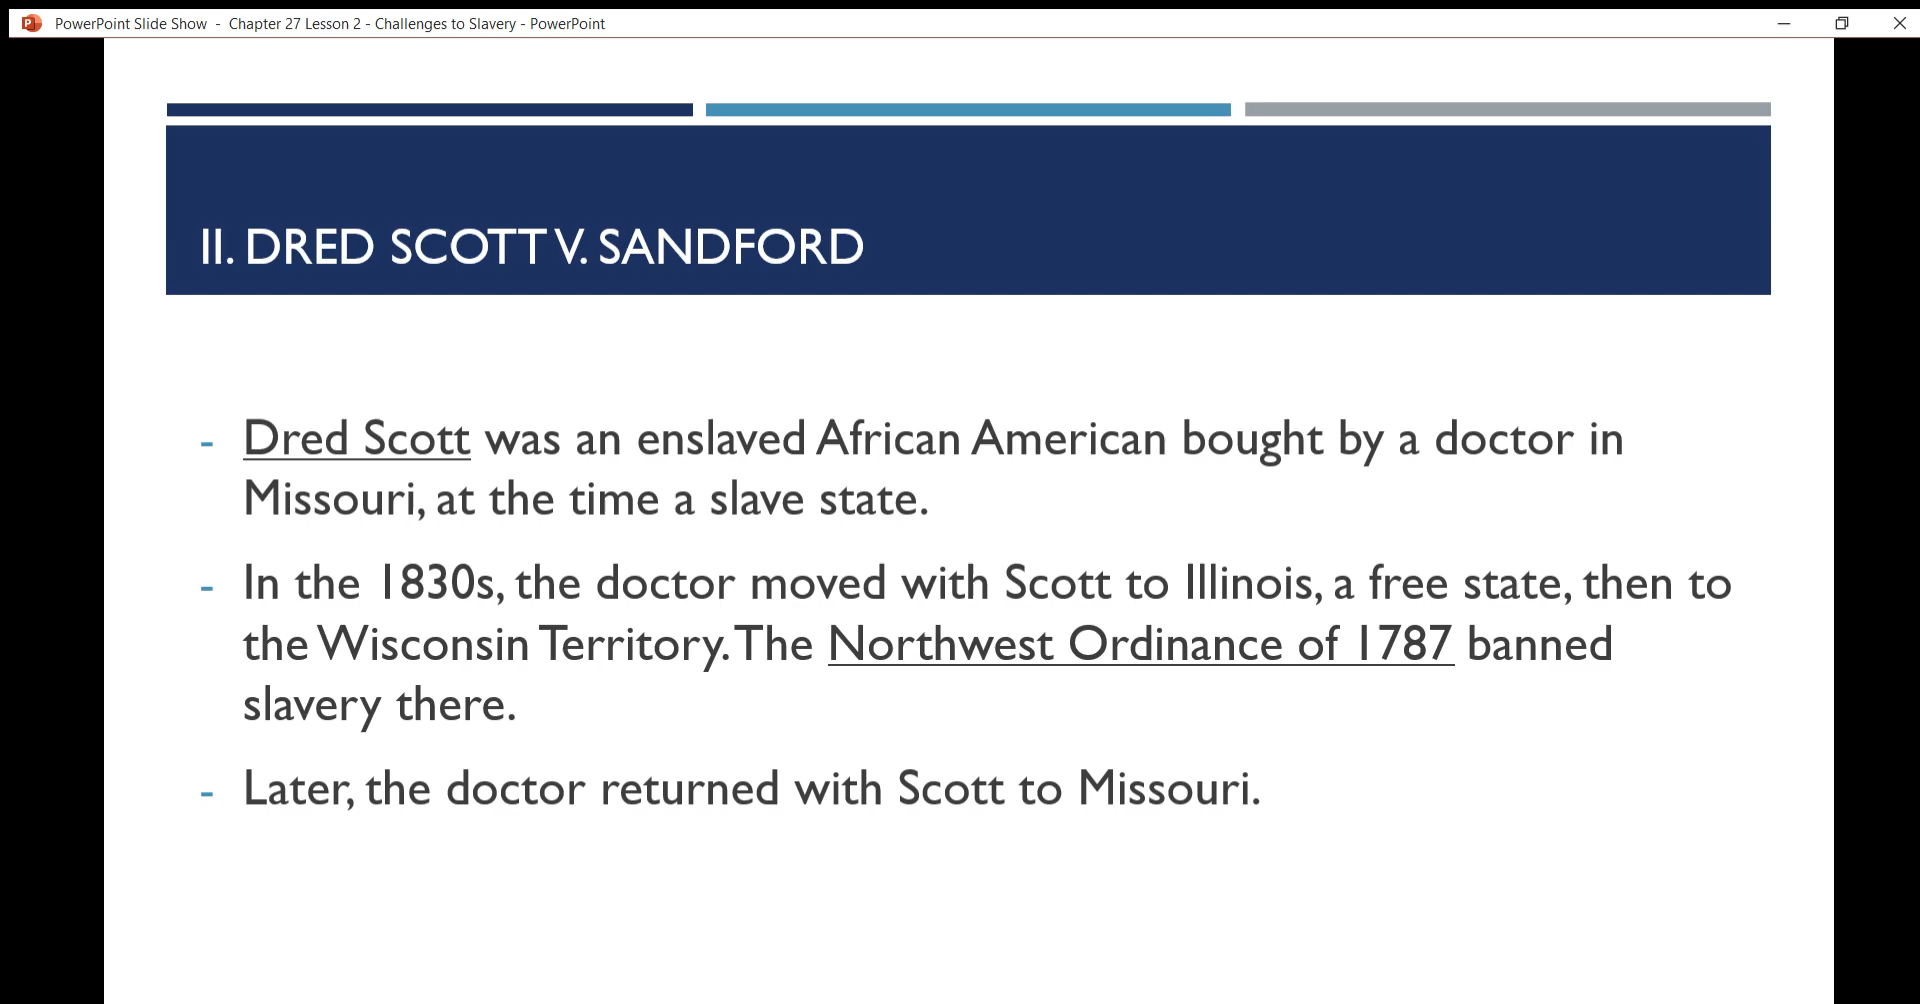 PowerPoint Slide Show - Chapter 27 Lesson 2 - Challenges to Slavery - PowerPoint
II. DRED SCOTT V. SANDFORD
- Dred Scott was an enslaved African American bought by a doctor in
Missouri, at the time a slave state.
- In the 1830s, the doctor moved with Scott to Illinois, a free state, then to
the Wisconsin Territory. The Northwest Ordinance of 1787 banned
slavery there.
- Later, the doctor returned with Scott to Missouri.